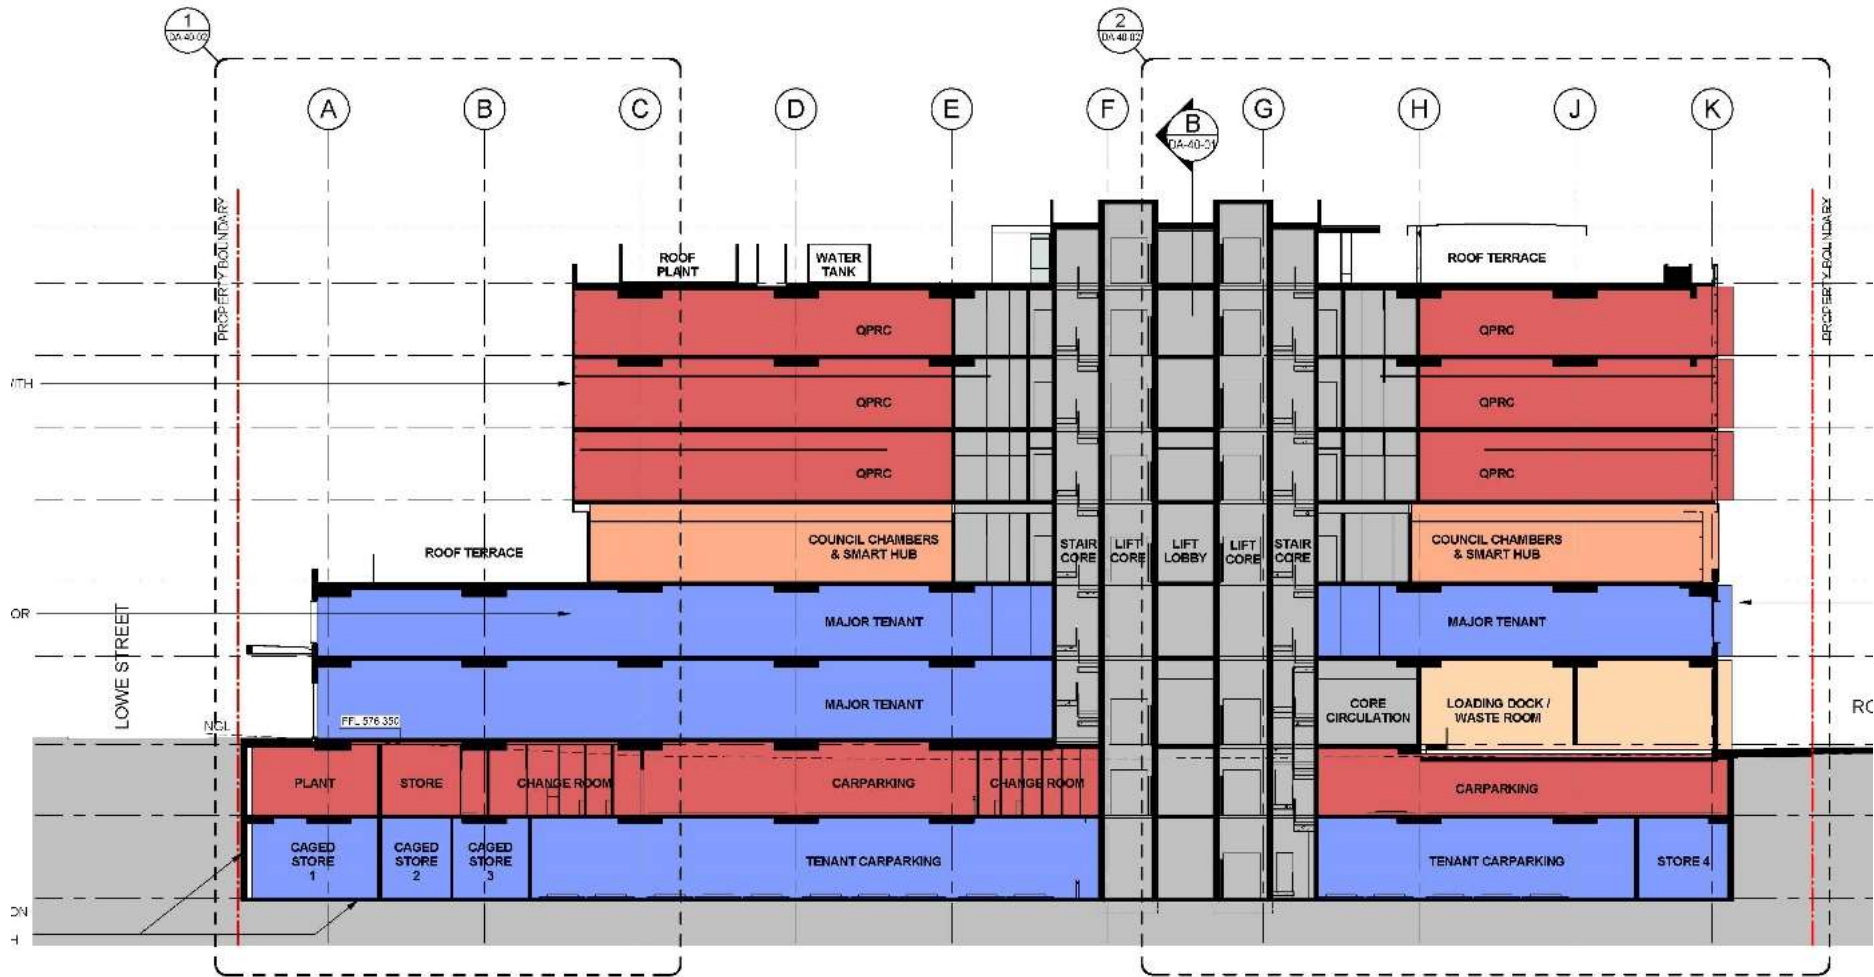 1
DA-40-02
2
DA-40-02
A
B
C
D
E
F
B
DA-40-01
G
H
J
K
PROPERTY BOUNDARY
PROPERTY BOUNDARY
ROOF
PLANT
WATER
TANK
ROOF TERRACE
QPRC
QPRC
QPRC
QPRC
QPRC
QPRC
ROOF TERRACE
COUNCIL CHAMBERS
& SMART HUB
STAIR
CORE
LIFT
CORE
LIFT
LOBBY
LIFT
CORE
STAIR
CORE
COUNCIL CHAMBERS
& SMART HUB
OR
LOWE STREET
MAJOR TENANT
MAJOR TENANT
NGL
FFL 576.350
MAJOR TENANT
CORE
CIRCULATION
LOADING DOCK /
WASTE ROOM
PLANT
STORE
CHANGE ROOM
CARPARKING
CHANGE ROOM
CARPARKING
CAGED
STORE
1
CAGED
STORE
2
CAGED
STORE
3
TENANT CARPARKING
TENANT CARPARKING
STORE 4